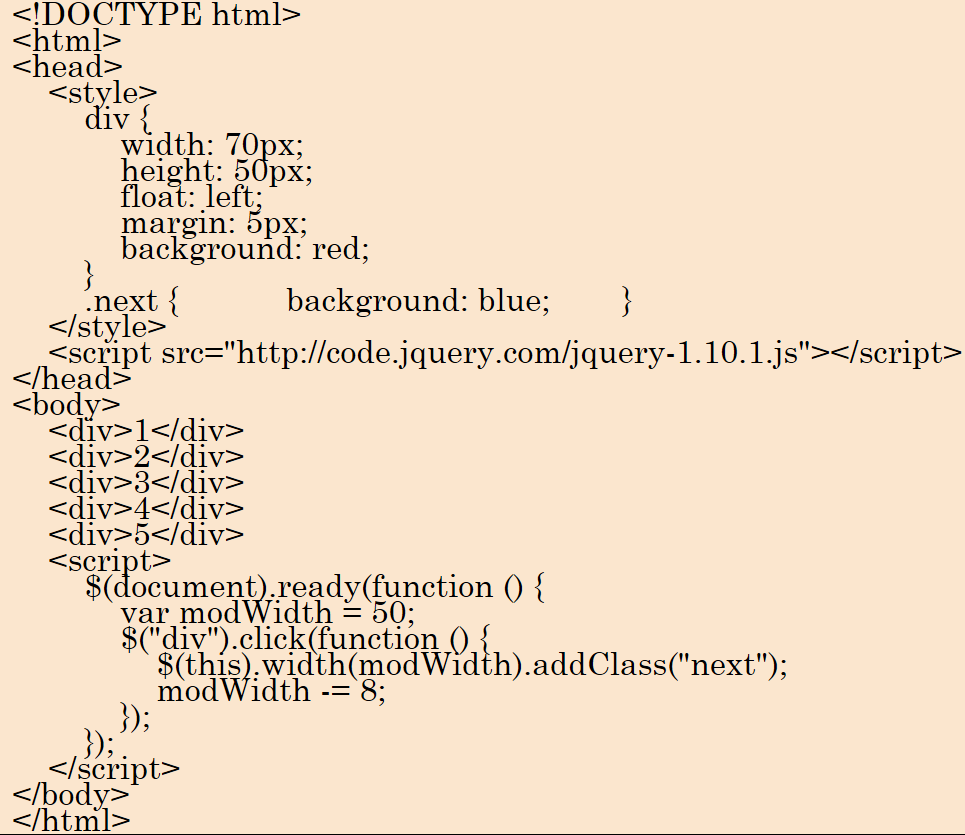 <!DOCTYPE html>
<html>
<head>
    <style>
        div {
            width: 70px;
            height: 50px;
            float: left;
            margin: 5px;
            background: red;
        }
        .next {            background: blue;        }
    </style>
    <script src="http://code.jquery.com/jquery-1.10.1.js"></script>
</head>
<body>
    <div>1</div>
    <div>2</div>
    <div>3</div>
    <div>4</div>
    <div>5</div>
    <script>
        $(document).ready(function () {
            var modWidth = 50;
            $("div").click(function () {
                $(this).width(modWidth).addClass("next");
                modWidth -= 8;
            });
        });
    </script>
</body>
</html>